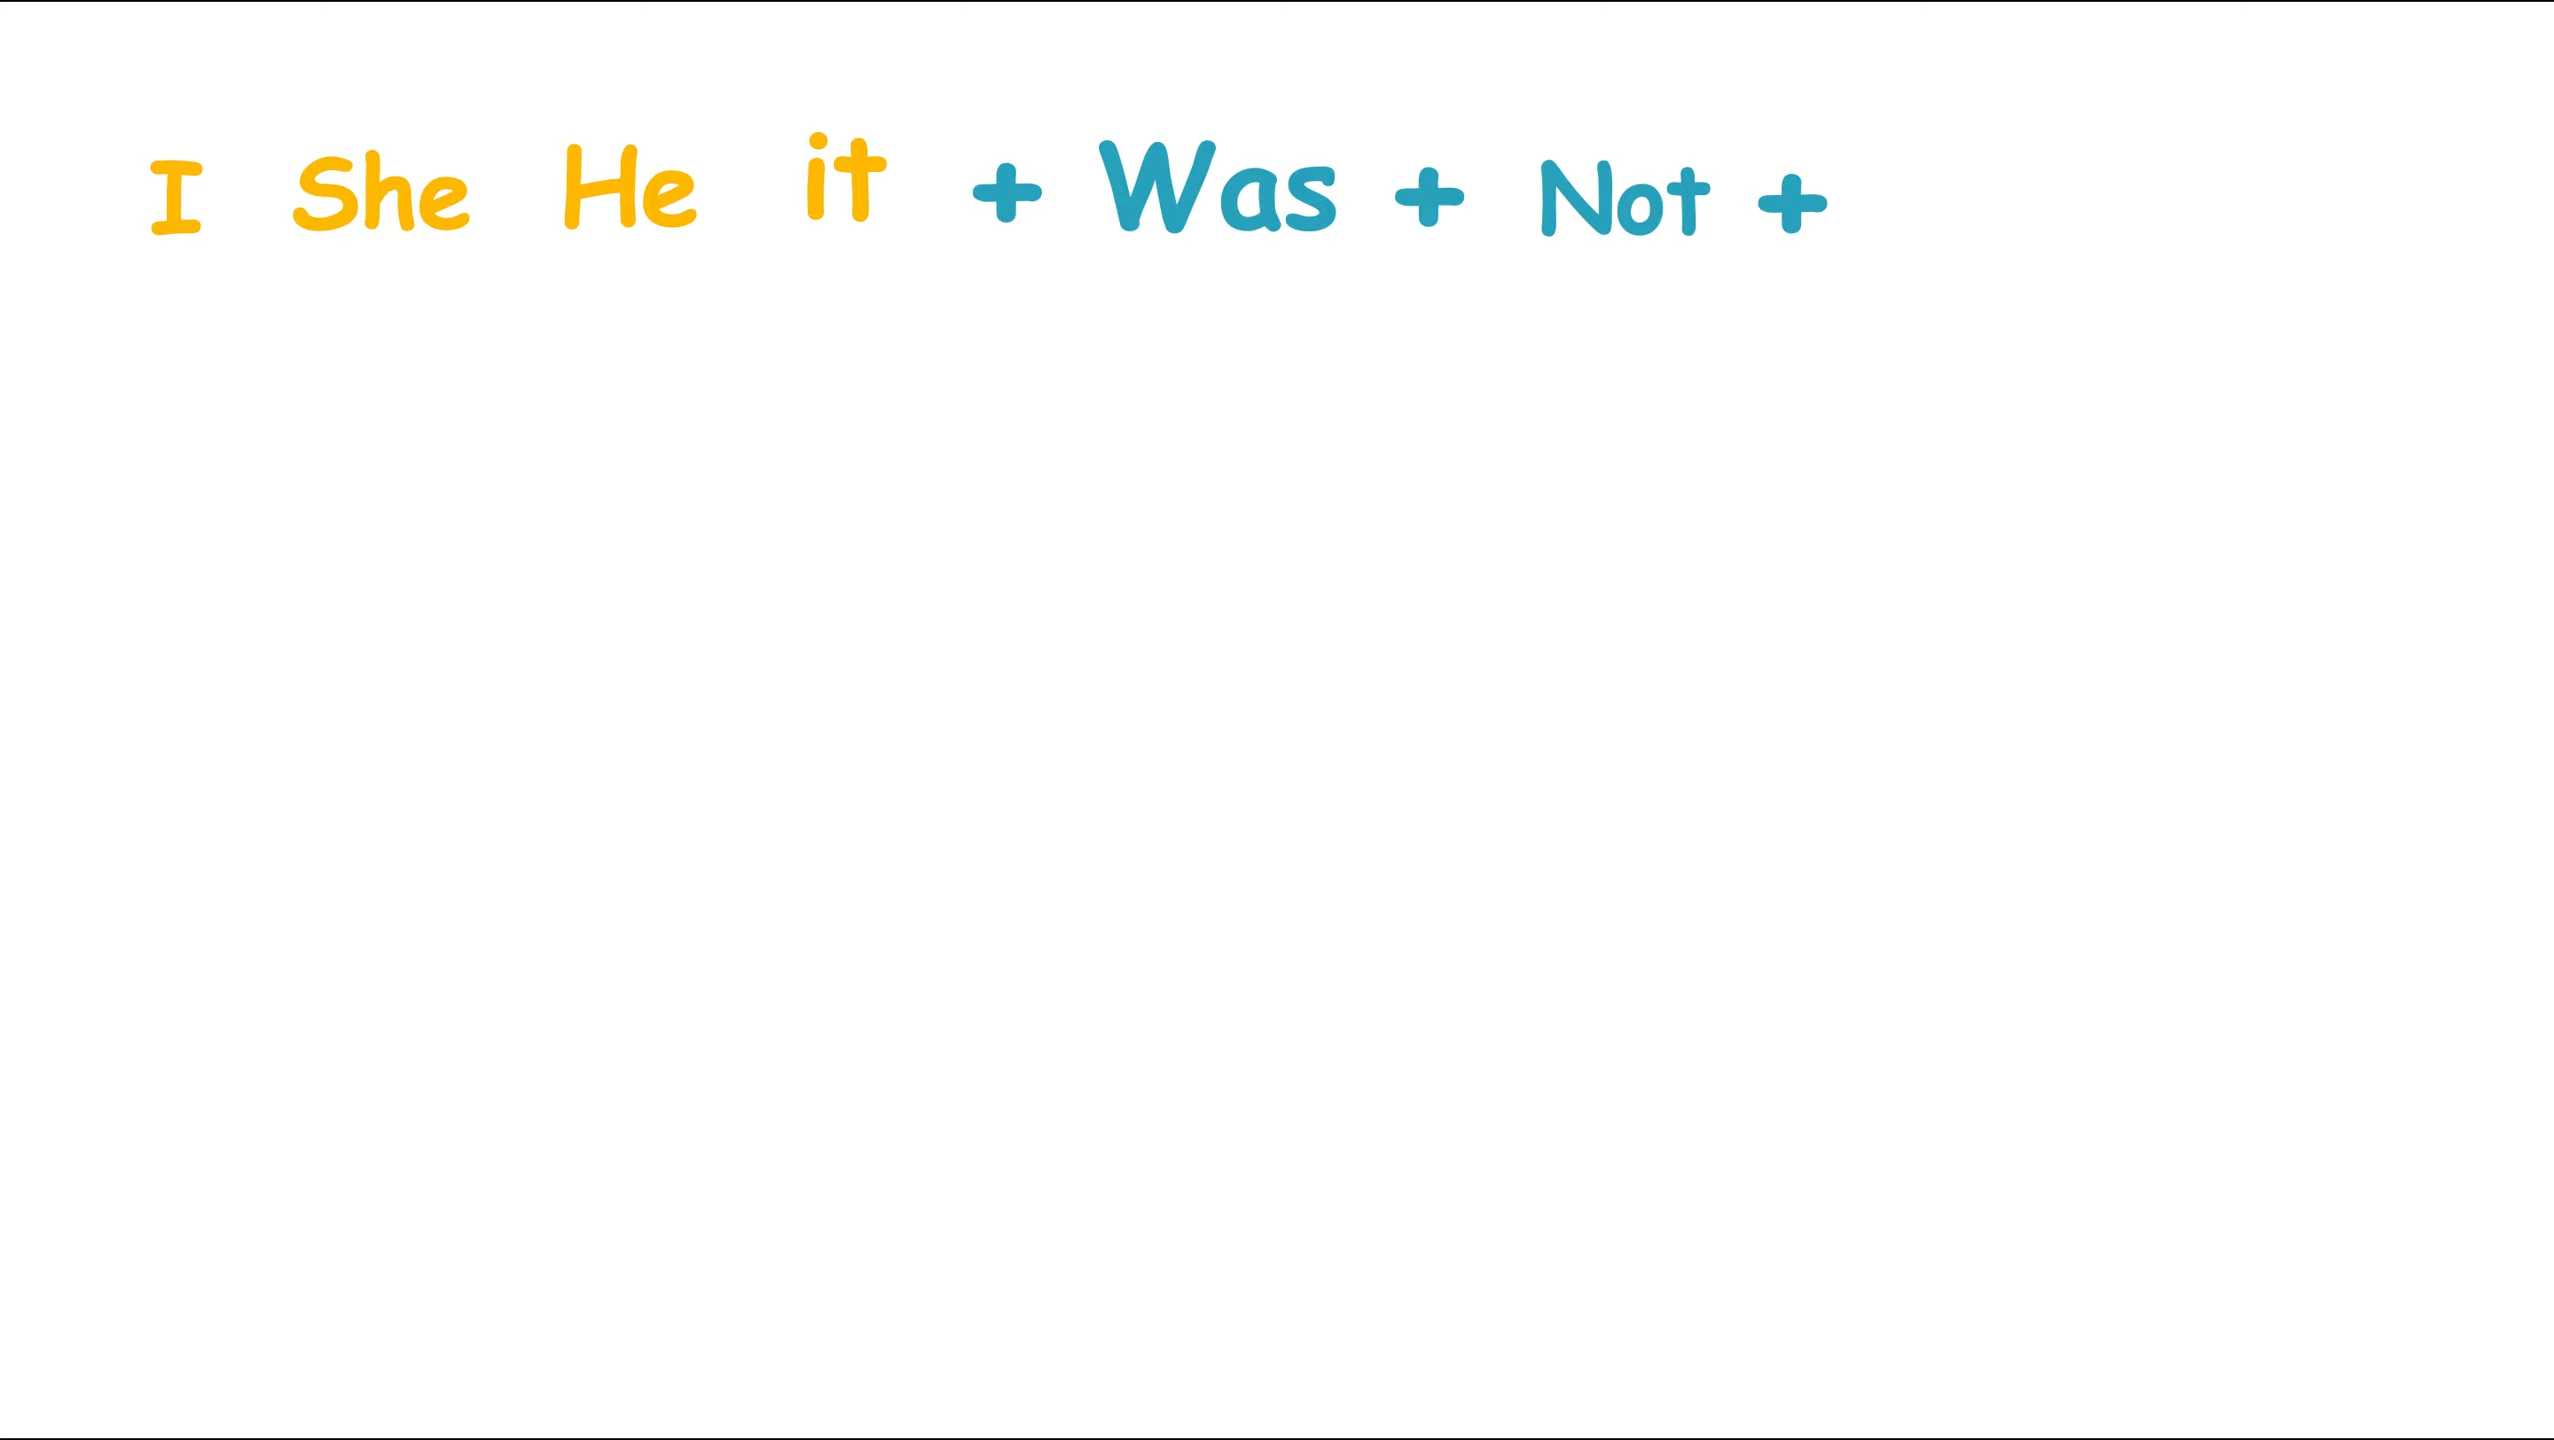 I She He it + Was + Not +